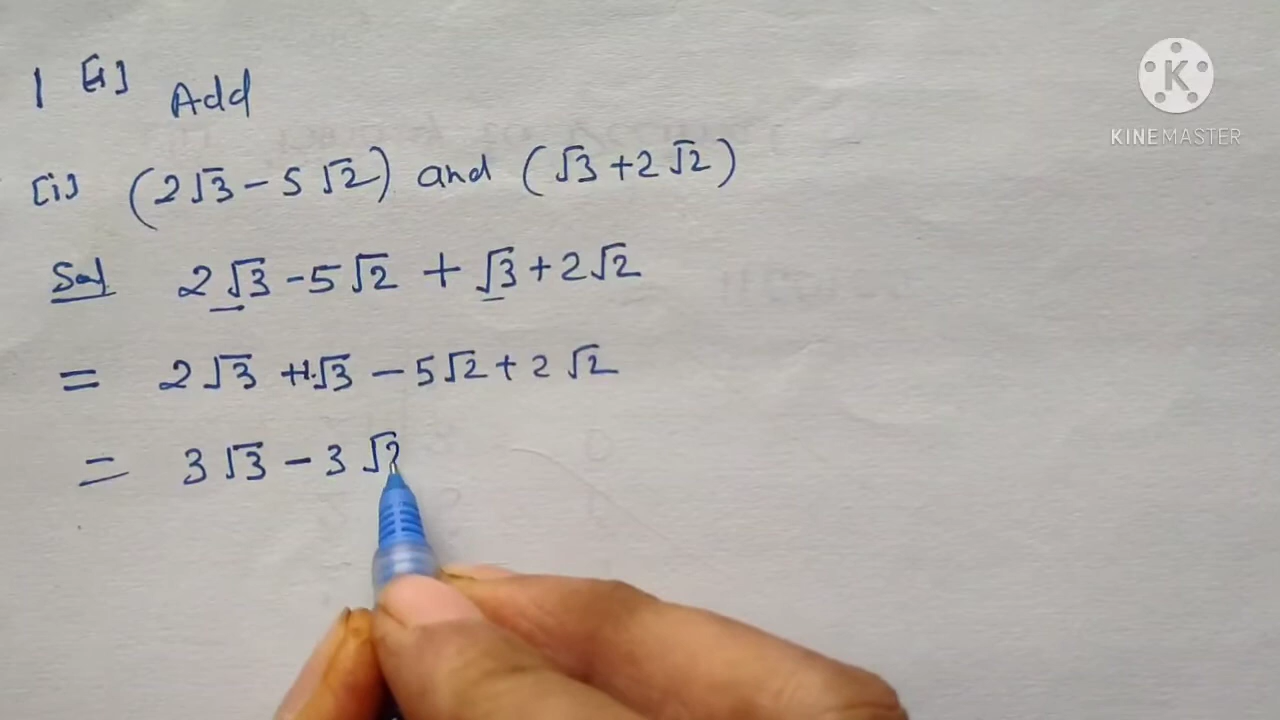 1 [1] Add
[i] (2√3 - 5√2) and (√3 + 2√2)
Sol 2√3 - 5√2 + √3 + 2√2
= 2√3 + 1.√3 - 5√2 + 2√2
= 3√3 - 3√2
K
KINEMASTER